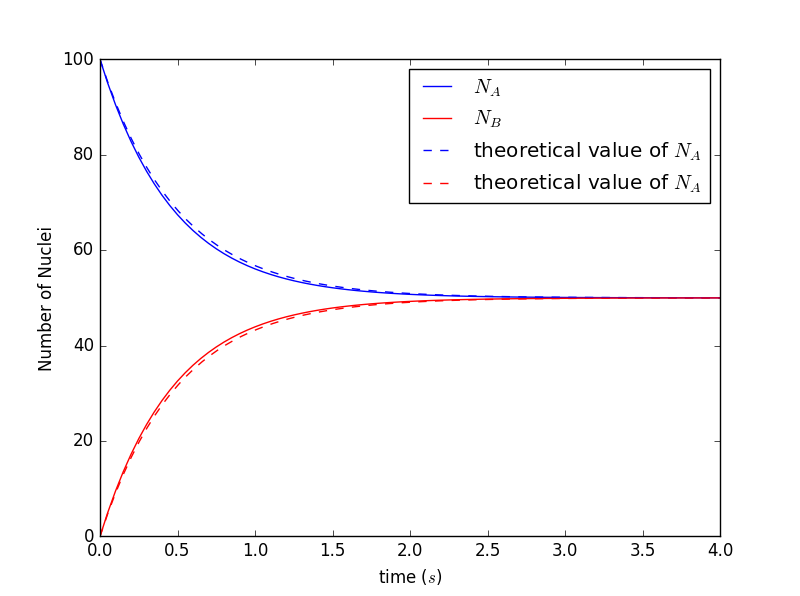 100
80
60
40
20
0
Number of Nuclei
N_A
N_B
theoretical value of N_A
theoretical value of N_A
0.0 0.5 1.0 1.5 2.0 2.5 3.0 3.5 4.0
time (s)